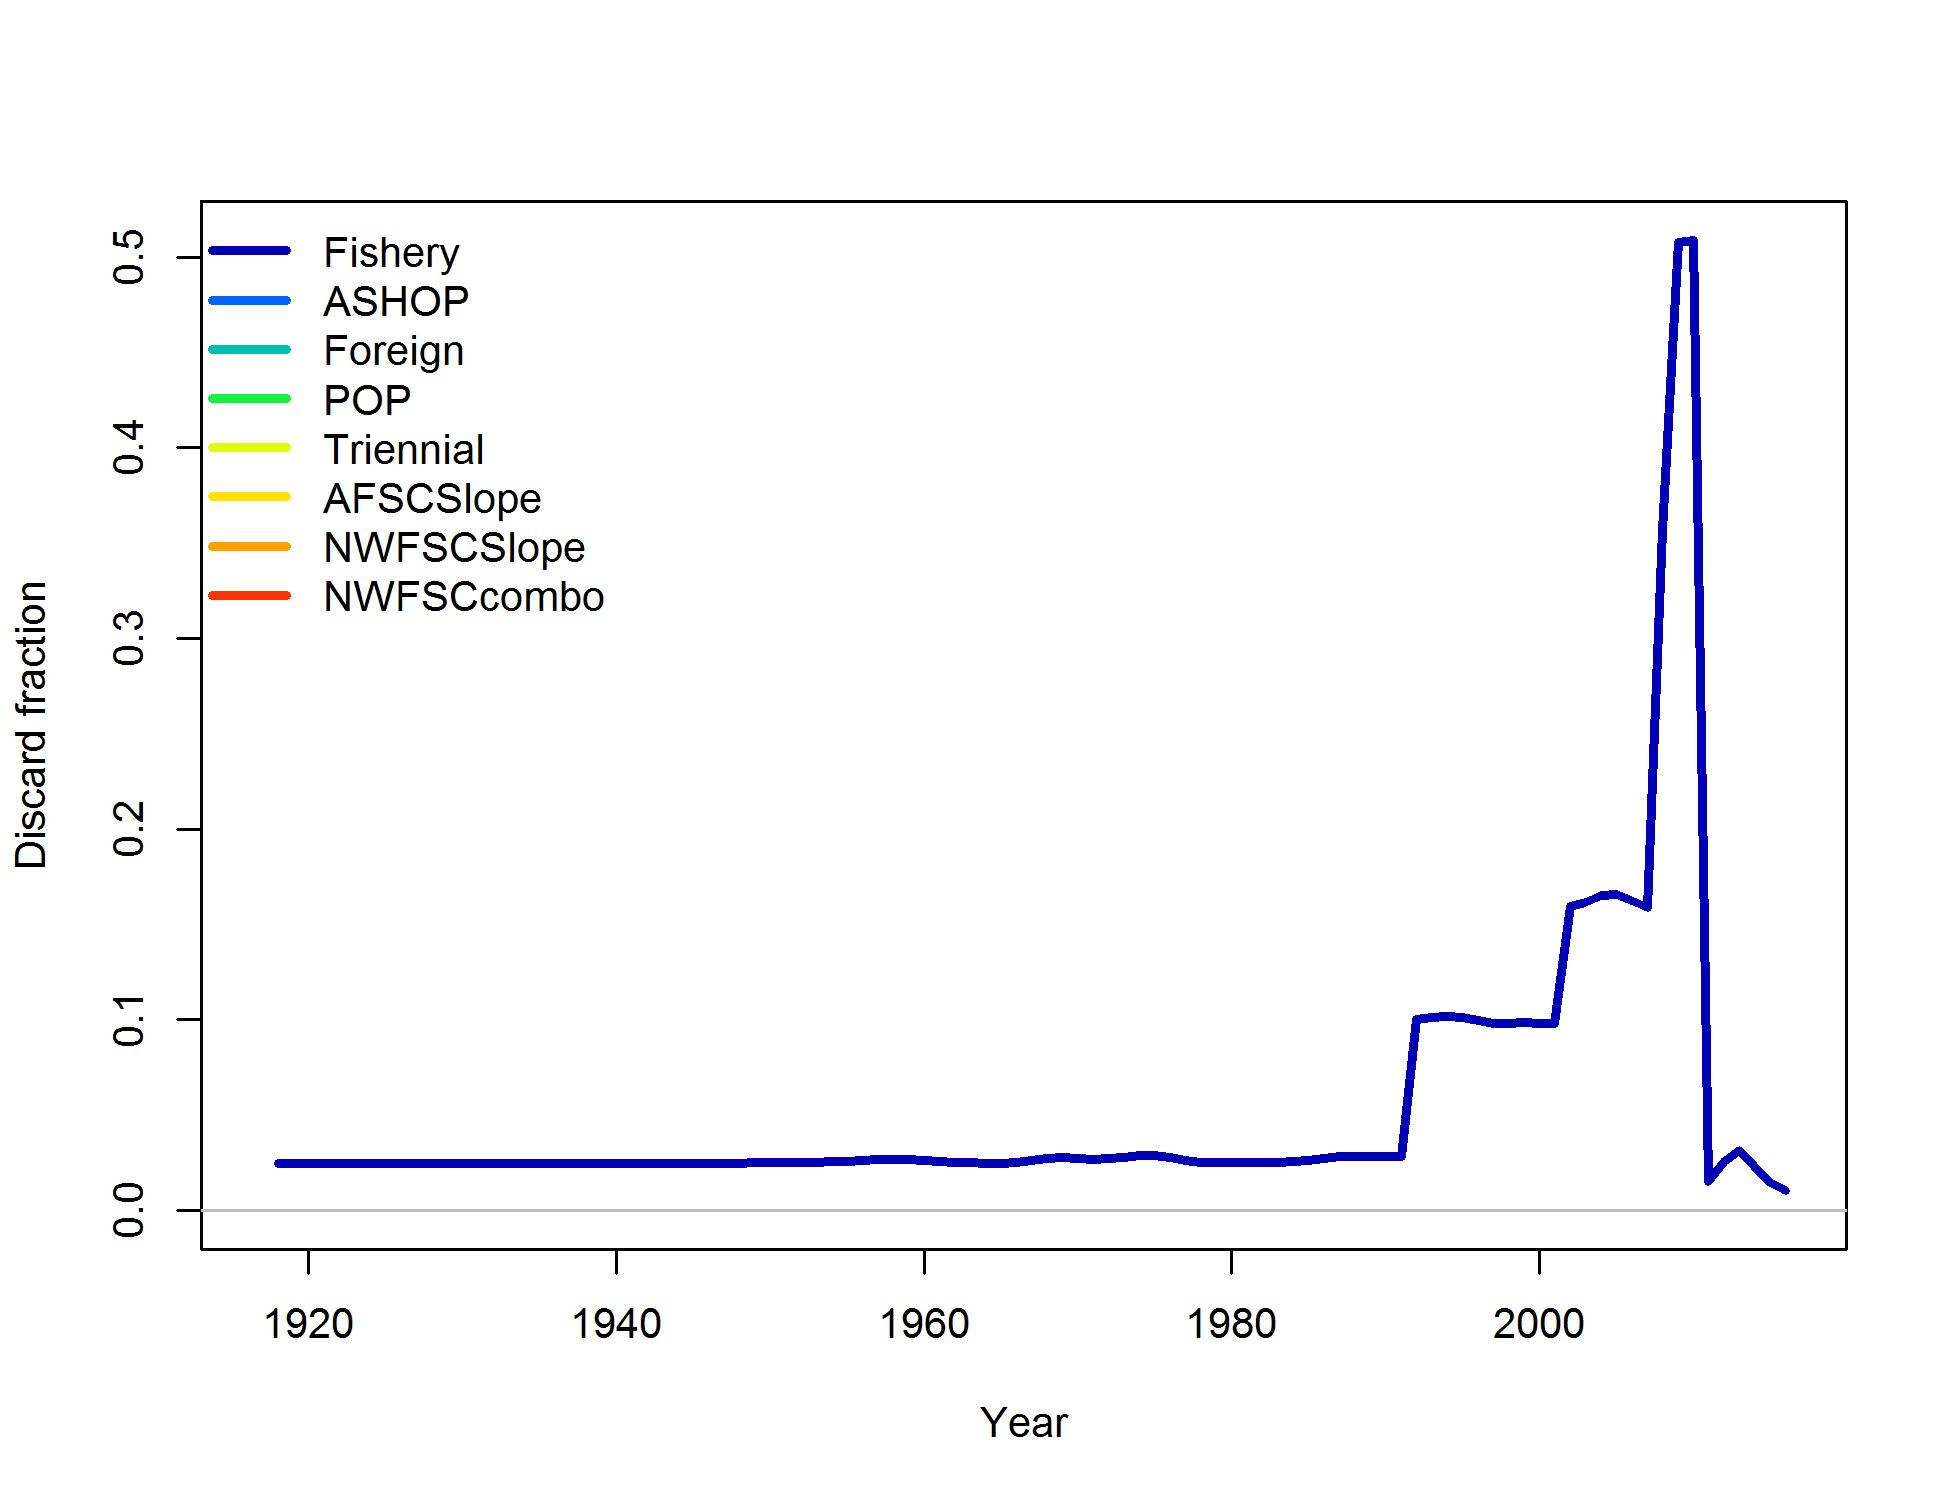 Fishery
ASHOP
Foreign
POP
Triennial
AFSCSlope
NWFSCSlope
NWFSCcombo
Discard fraction
0.5
0.4
0.3
0.2
0.1
0.0
1920 1940 1960 1980 2000
Year